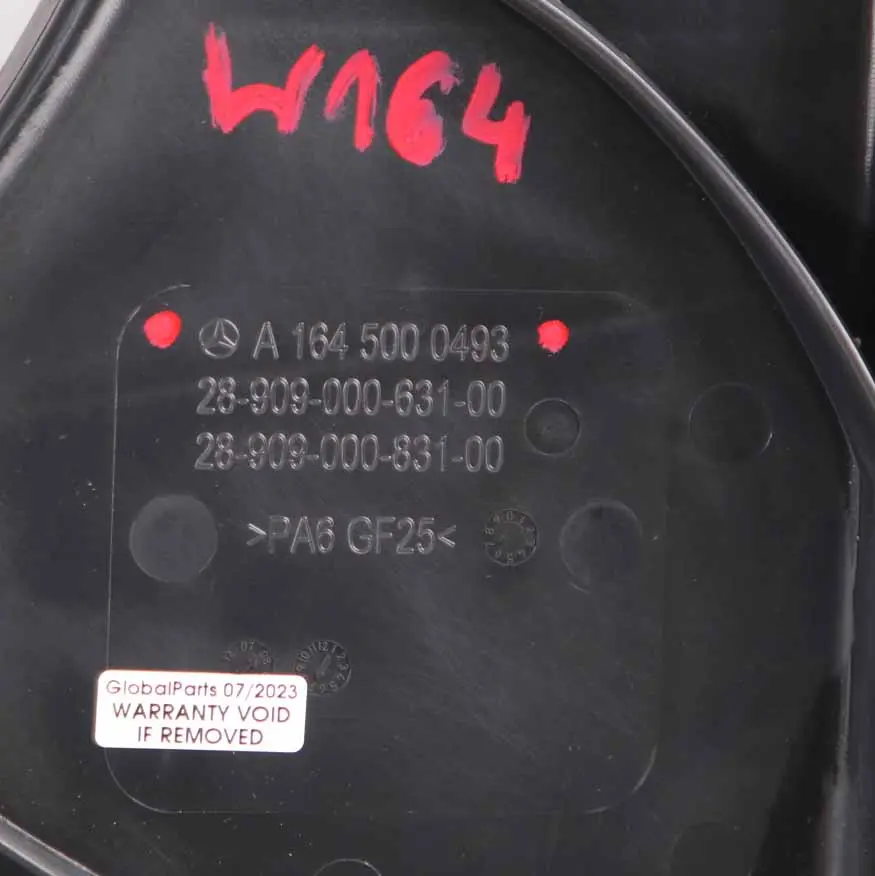 W164
A 164 500 0493
28-909-000-631-00
28-909-000-831-00
>PA6 GF25<
GlobalParts 07/2023
WARRANTY VOID
IF REMOVED